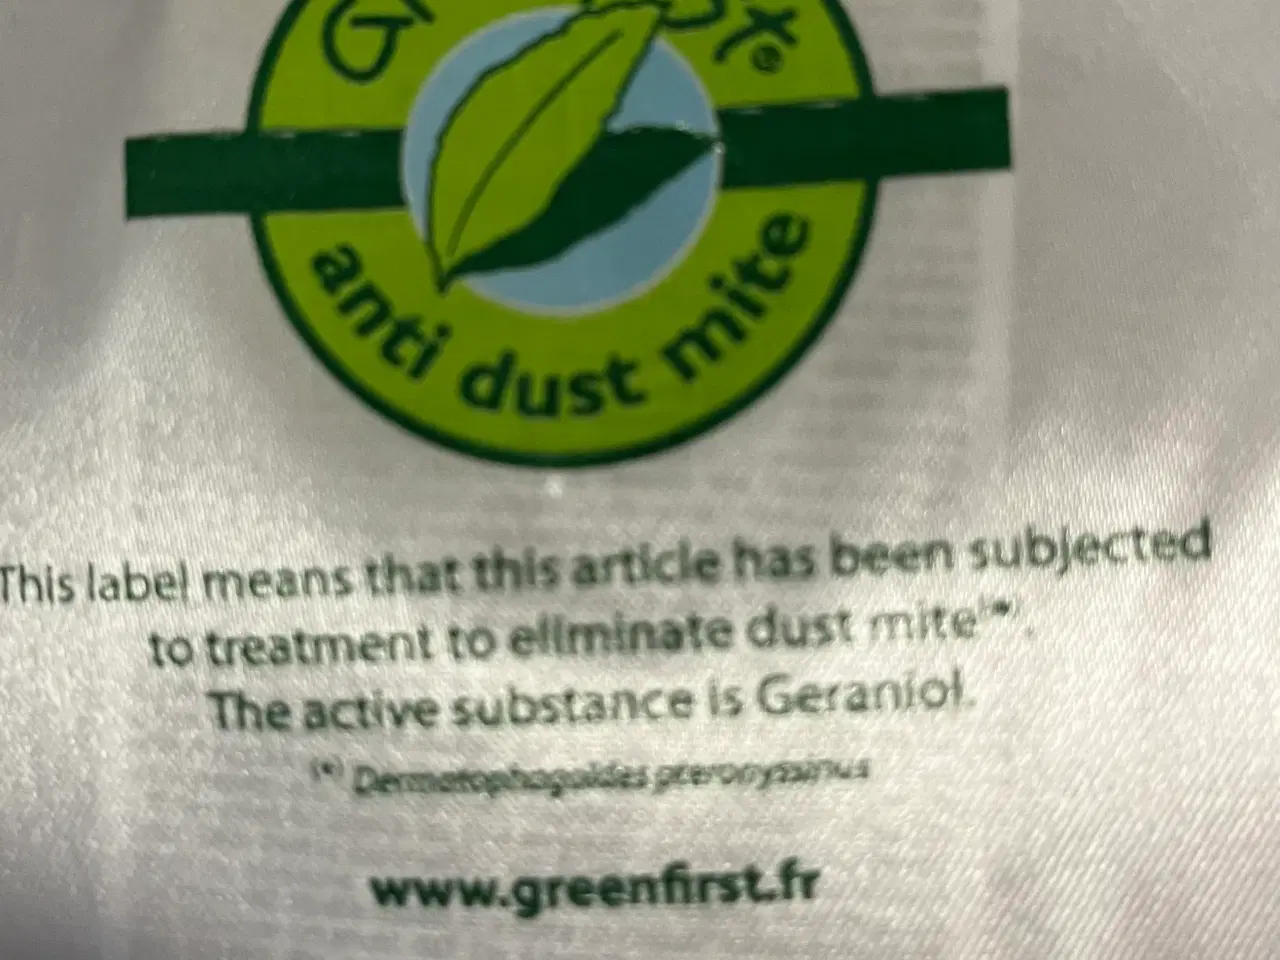 anti dust mite
This label means that this article has been subjected
to treatment to eliminate dust mite(*).
The active substance is Geraniol.
(*) Dermatophagoides pteronyssinus
www.greenfirst.fr